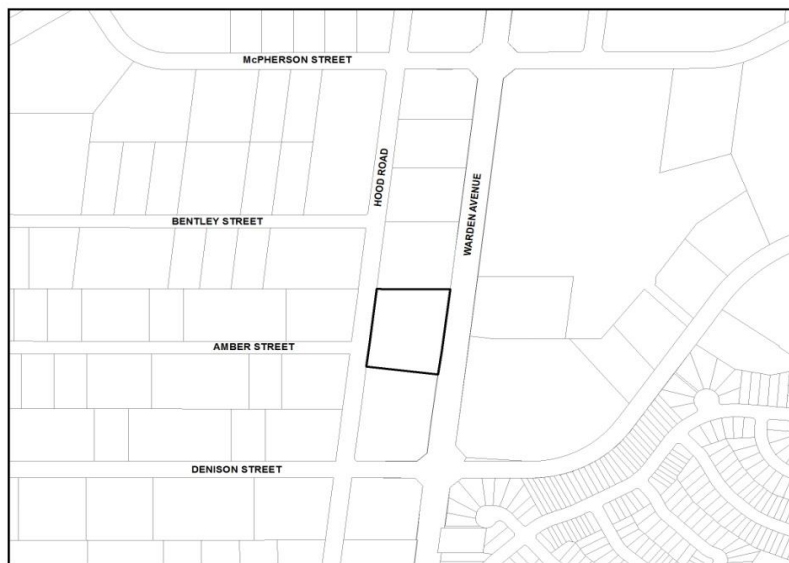 McPHERSON STREET
HOOD ROAD
WARDEN AVENUE
BENTLEY STREET
AMBER STREET
DENISON STREET